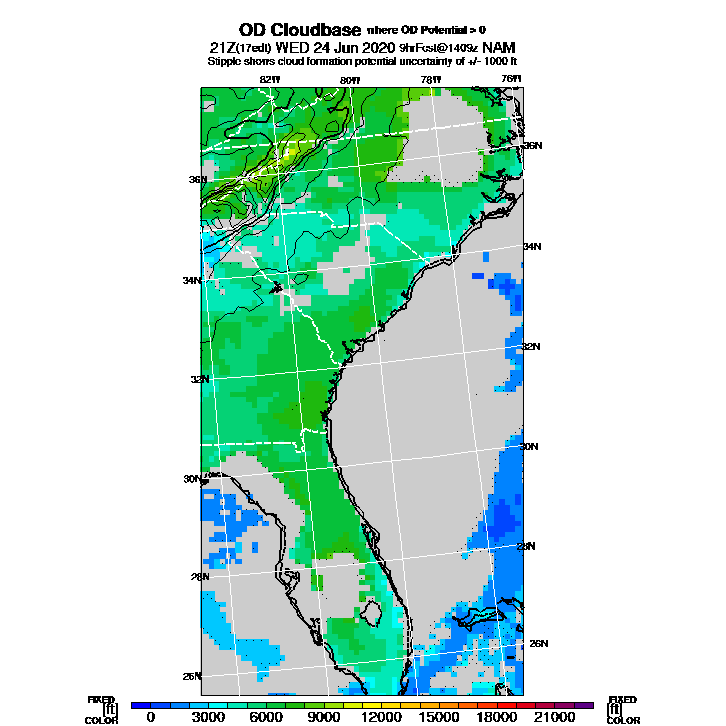 OD Cloudbase where OD Potential > 0
21Z(17edt) WED 24 Jun 2020 9hrFcst@1409z NAM
Stipple shows cloud formation potential uncertainty of +/- 1000 ft
82W 80W 78W 76W
36N 36N
34N 34N
32N 32N
30N 30N
28N 28N
26N 26N
FIXED FIXED
[ft] 0 3000 6000 9000 12000 15000 18000 21000 [ft]
COLOR COLOR